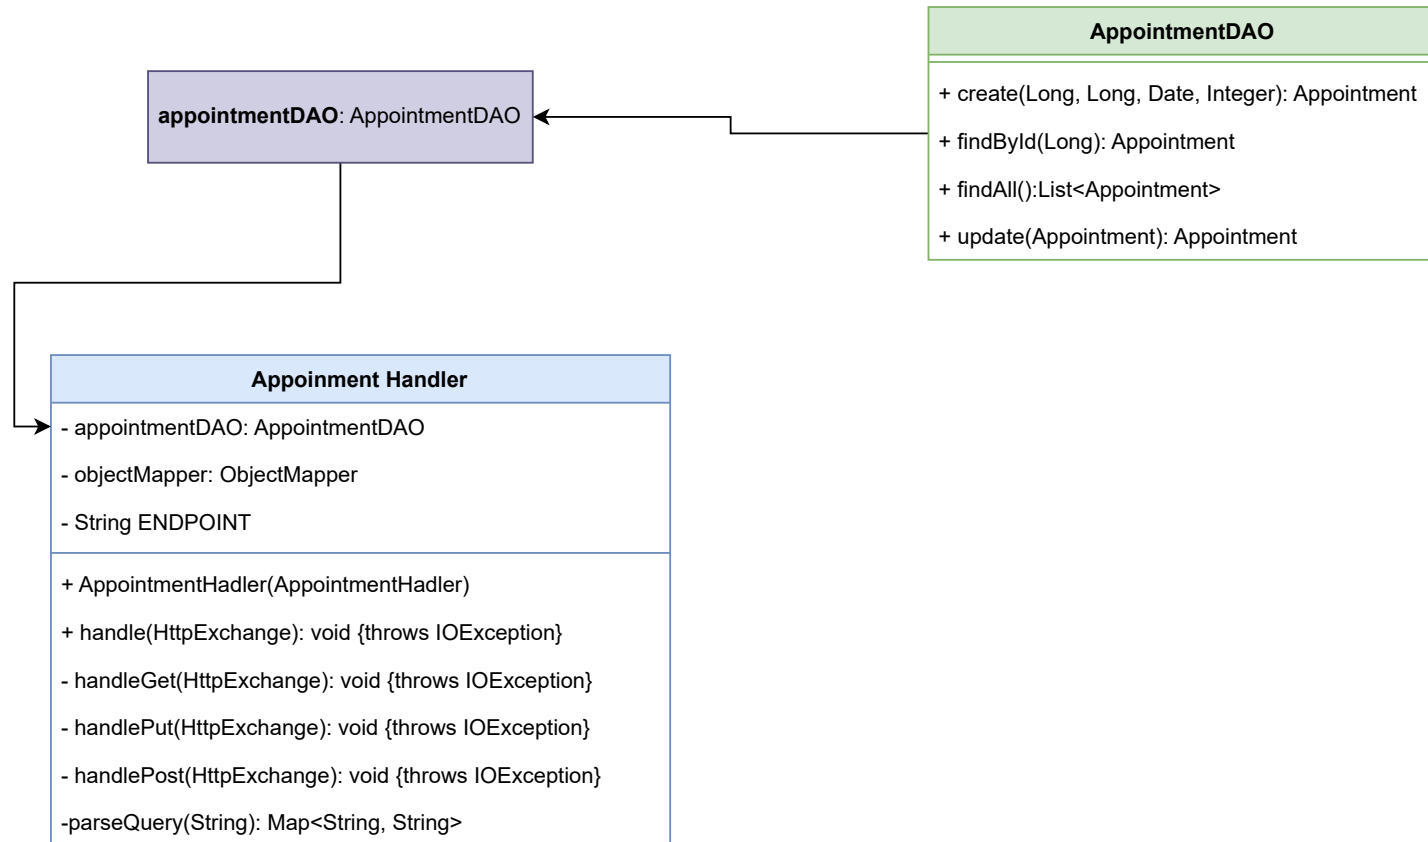 AppointmentDAO
+ create(Long, Long, Date, Integer): Appointment
+ findById(Long): Appointment
+ findAll():List<Appointment>
+ update(Appointment): Appointment
appointmentDAO: AppointmentDAO
Appoinment Handler
- appointmentDAO: AppointmentDAO
- objectMapper: ObjectMapper
- String ENDPOINT
+ AppointmentHadler(AppointmentHadler)
+ handle(HttpExchange): void {throws IOException}
- handleGet(HttpExchange): void {throws IOException}
- handlePut(HttpExchange): void {throws IOException}
- handlePost(HttpExchange): void {throws IOException}
-parseQuery(String): Map<String, String>